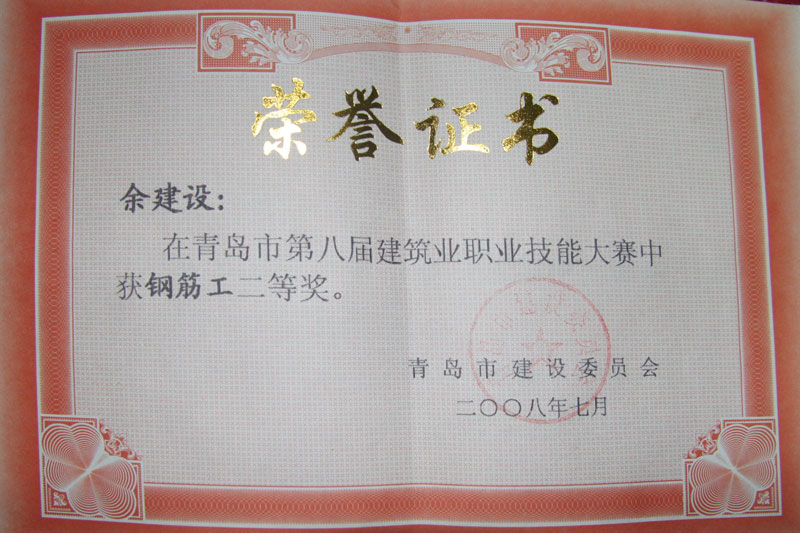 荣誉证书
余建设：
在青岛市第八届建筑业职业技能大赛中
获钢筋工二等奖。
青岛市建设委员会
二〇〇八年七月